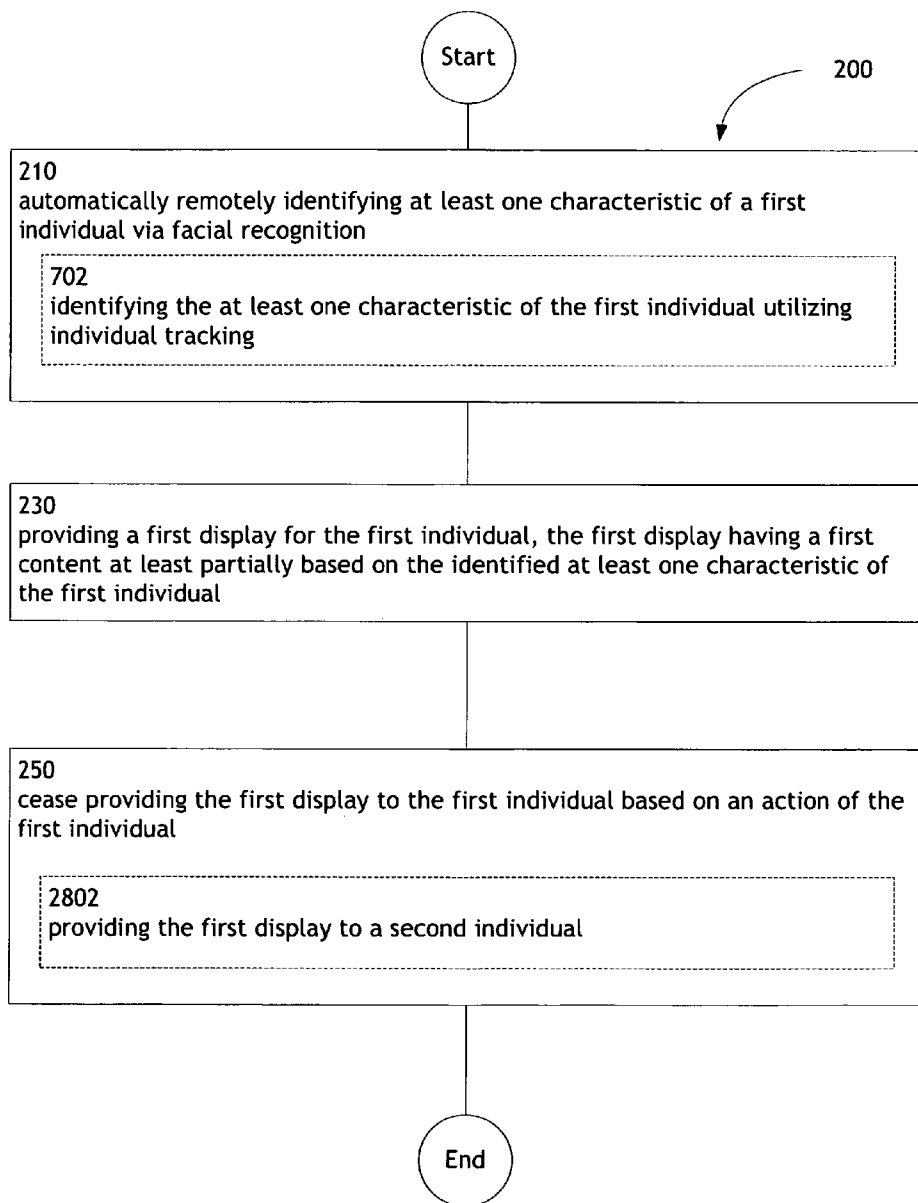 Start
200
210
automatically remotely identifying at least one characteristic of a first
individual via facial recognition
702
identifying the at least one characteristic of the first individual utilizing
individual tracking
230
providing a first display for the first individual, the first display having a first
content at least partially based on the identified at least one characteristic of
the first individual
250
cease providing the first display to the first individual based on an action of the
first individual
2802
providing the first display to a second individual
End